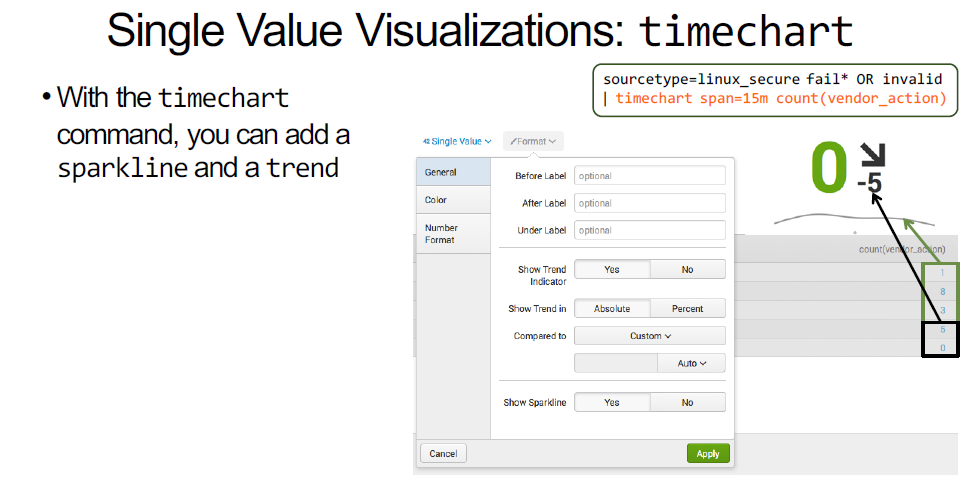 Single Value Visualizations: timechart
• With the timechart
command, you can add a
sparkline and a trend
sourcetype=linux_secure fail* OR invalid
| timechart span=15m count(vendor_action)
42 Single Value
Format
General
Color
Number
Format
Before Label optional
After Label optional
Under Label optional
Show Trend
Indicator
Yes No
Show Trend in Absolute Percent
Compared to Custom
Auto
Show Sparkline Yes No
Cancel Apply
0
-5
count(vendor_action)
1
8
3
5
0